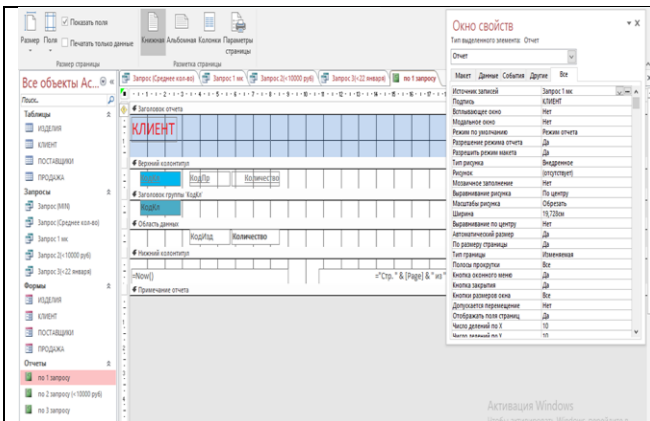 Показать поля
Размер Поля Печатать только данные Книжная Альбомная Колонки Параметры страницы
Размер страницы Разметка страницы
Все объекты Ac...
Поиск.
Таблицы
ИЗДЕЛИЯ
КЛИЕНТ
ПОСТАВЩИКИ
ПРОДАЖА
Запросы
Запрос (MIN)
Запрос (Среднее кол-во)
Запрос 1 мк
Запрос 2(<10000 руб)
Запрос 3(<22 января)
Формы
ИЗДЕЛИЯ
КЛИЕНТ
ПОСТАВЩИКИ
ПРОДАЖА
Отчеты
по 1 запросу
по 2 запросу (<10000 руб)
по 3 запросу
Запрос (Среднее кол-во) Запрос 1 мк Запрос 2(<10000 руб) Запрос 3(<22 января) по 1 запросу
Заголовок отчета
КЛИЕНТ
Верхний колонтитул
КодПр Количество
Заголовок группы 'КодКл'
КодКл
Область данных
КодИзд Количество
Нижний колонтитул
=Now() ="Стр. " & [Page] & " из "
Примечание отчета
Окно свойств
Тип выделенного элемента: Отчет
Отчет
Макет Данные События Другие Все
Источник записей Запрос 1 мк
Подпись КЛИЕНТ
Всплывающее окно Нет
Модальное окно Нет
Режим по умолчанию Режим отчета
Разрешение режима отчета Да
Разрешить режим макета Да
Тип рисунка Внедренное
Рисунок (отсутствует)
Мозаичное заполнение Нет
Выравнивание рисунка По центру
Масштабы рисунка Обрезать
Ширина 19,728см
Выравнивание по центру Нет
Автоматический размер Да
По размеру страницы Да
Тип границы Изменяемая
Полосы прокрутки Все
Кнопка оконного меню Да
Кнопка закрытия Да
Кнопки размеров окна Все
Допускается перемещение Нет
Отображать поля страниц Да
Число делений по X 10
Число делений по Y 10
Активация Windows